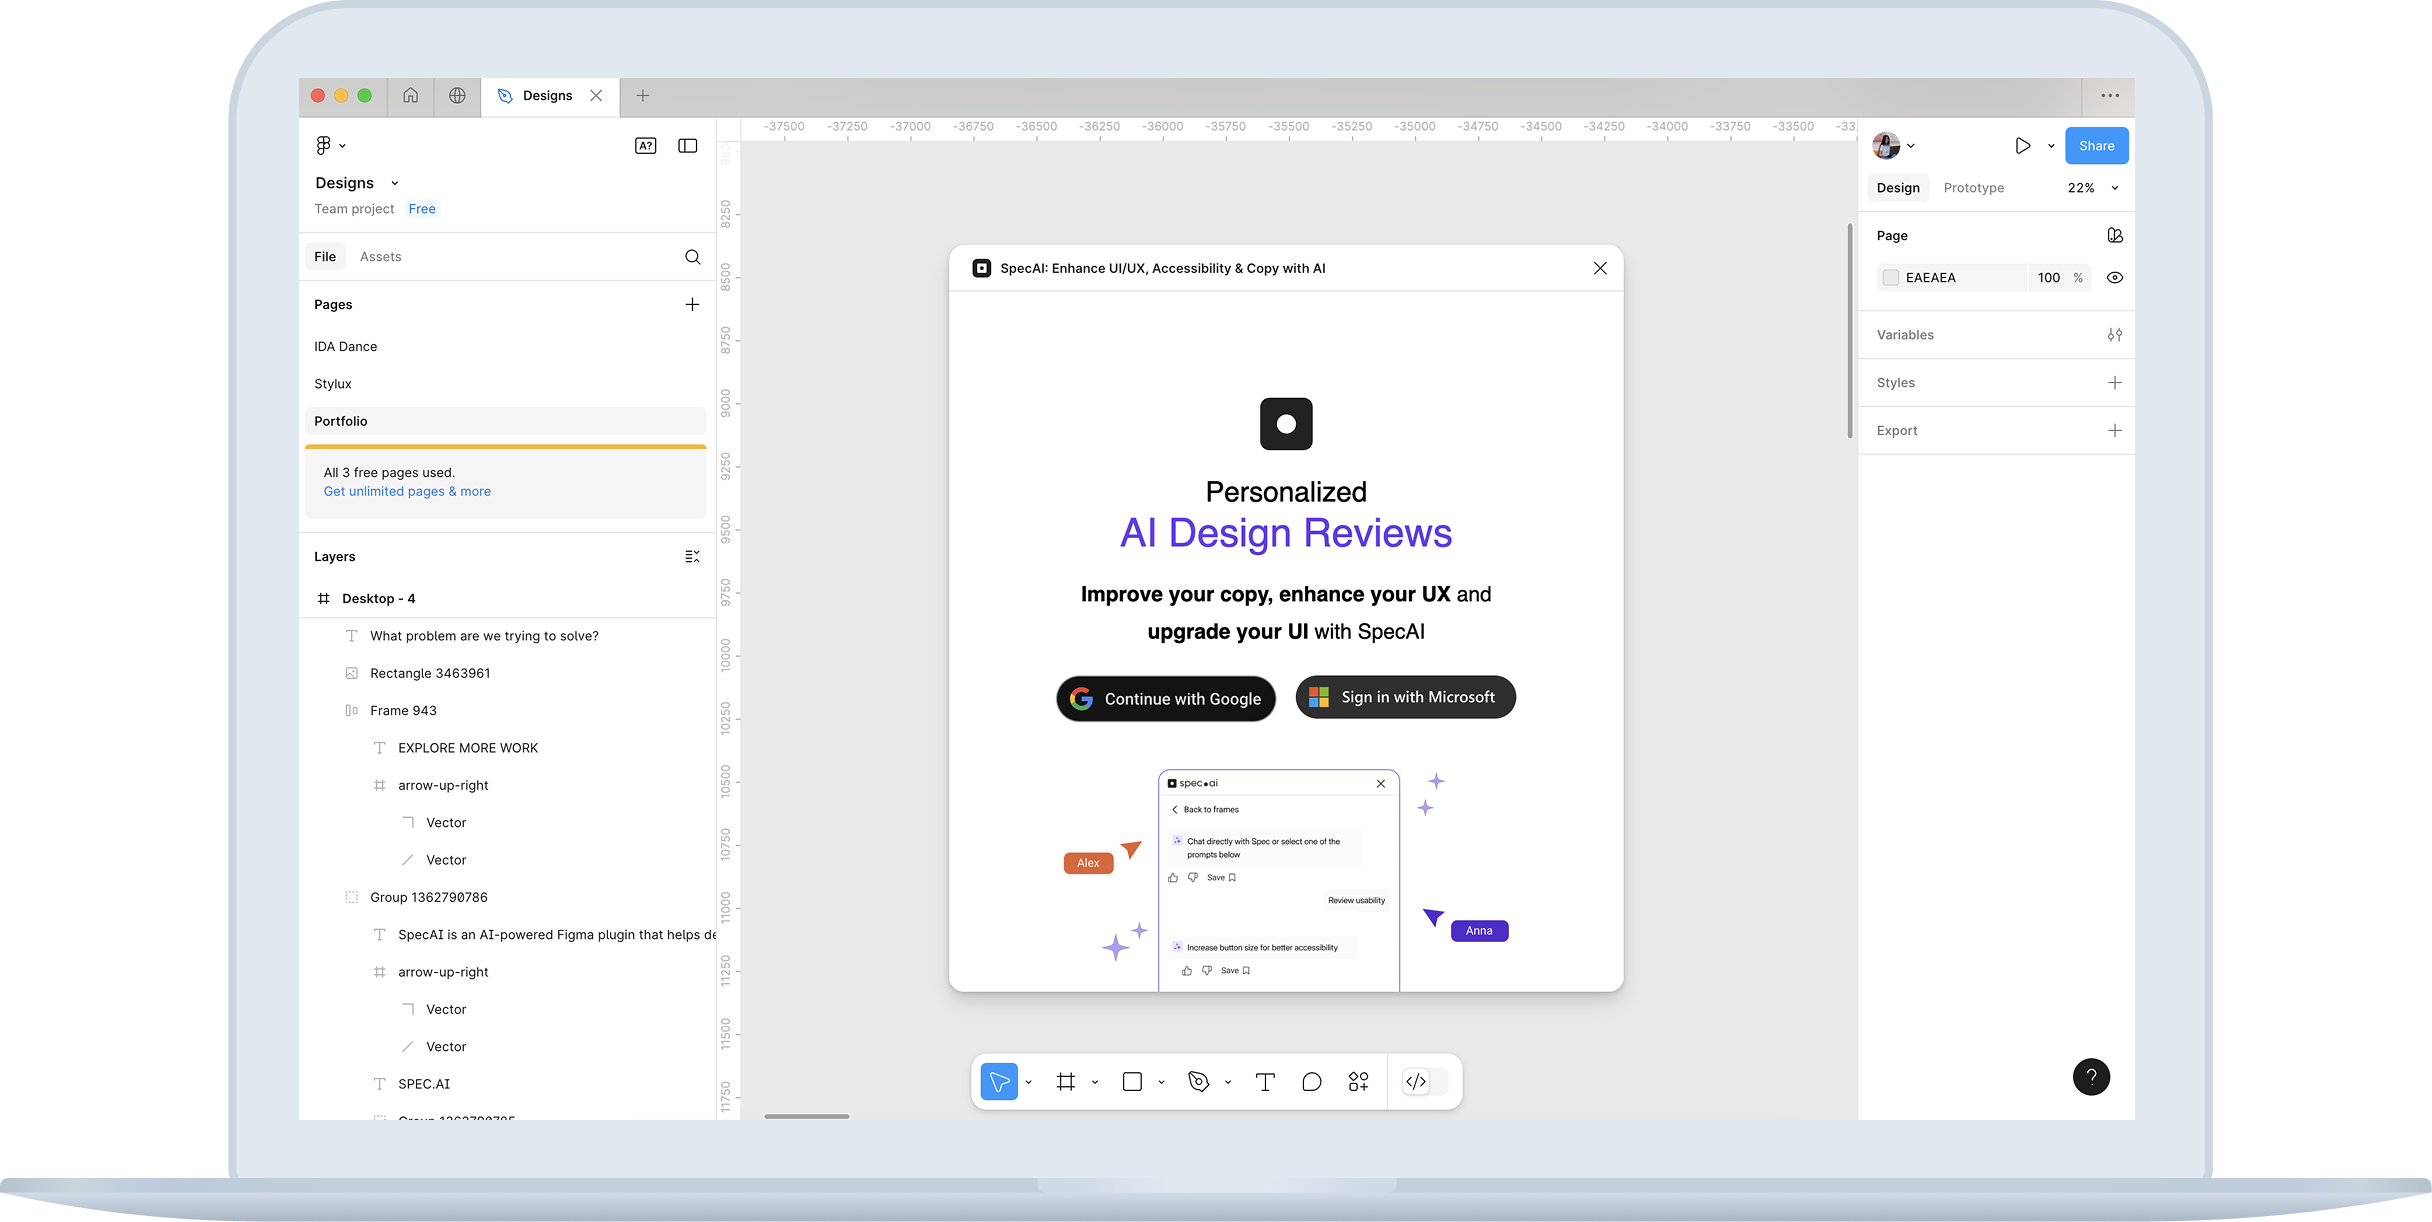 Designs
-37500 -37250 -37000 -36750 -36500 -36250 -36000 -35750 -35500 -35250 -35000 -34750 -34500 -34250 -34000 -33750 -33500 -33
A?
Designs
Team project Free
File Assets
Pages
IDA Dance
Stylux
Portfolio
All 3 free pages used.
Get unlimited pages & more
Layers
Desktop - 4
What problem are we trying to solve?
Rectangle 3463961
Frame 943
EXPLORE MORE WORK
arrow-up-right
Vector
Vector
Group 1362790786
SpecAI is an AI-powered Figma plugin that helps de
arrow-up-right
Vector
Vector
SPEC.AI
Group 1362790785
8250
8500
8750
9000
9250
9500
9750
10000
10250
10500
10750
11000
11250
11500
11750
SpecAI: Enhance UI/UX, Accessibility & Copy with AI
Personalized
AI Design Reviews
Improve your copy, enhance your UX and
upgrade your UI with SpecAI
Continue with Google
Sign in with Microsoft
spec.ai
Back to frames
Chat directly with Spec or select one of the
prompts below
Save
Review usability
Increase button size for better accessibility
Save
Alex
Anna
Share
Design Prototype 22%
Page
EAEAEA 100 %
Variables
Styles
Export
?